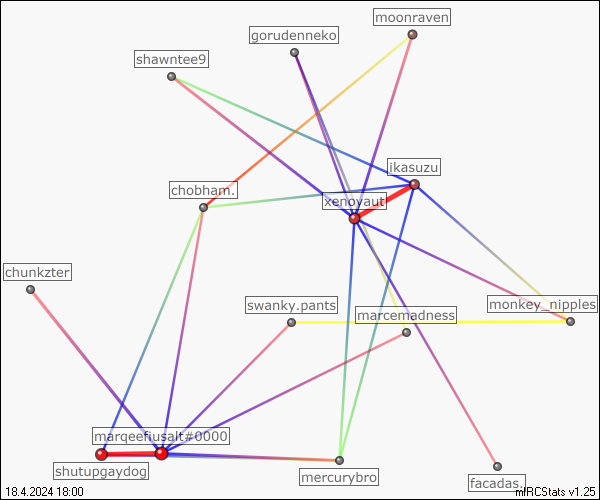 moonraven
gorudenneko
shawntee9
ikasuzu
chobham.
xenoyaut
chunkzter
swanky.pants
monkey_nipples
marcemadness
marqeefiusalt#0000
shutupgaydog
mercurybro
facadas.
18.4.2024 18:00
mIRCStats v1.25